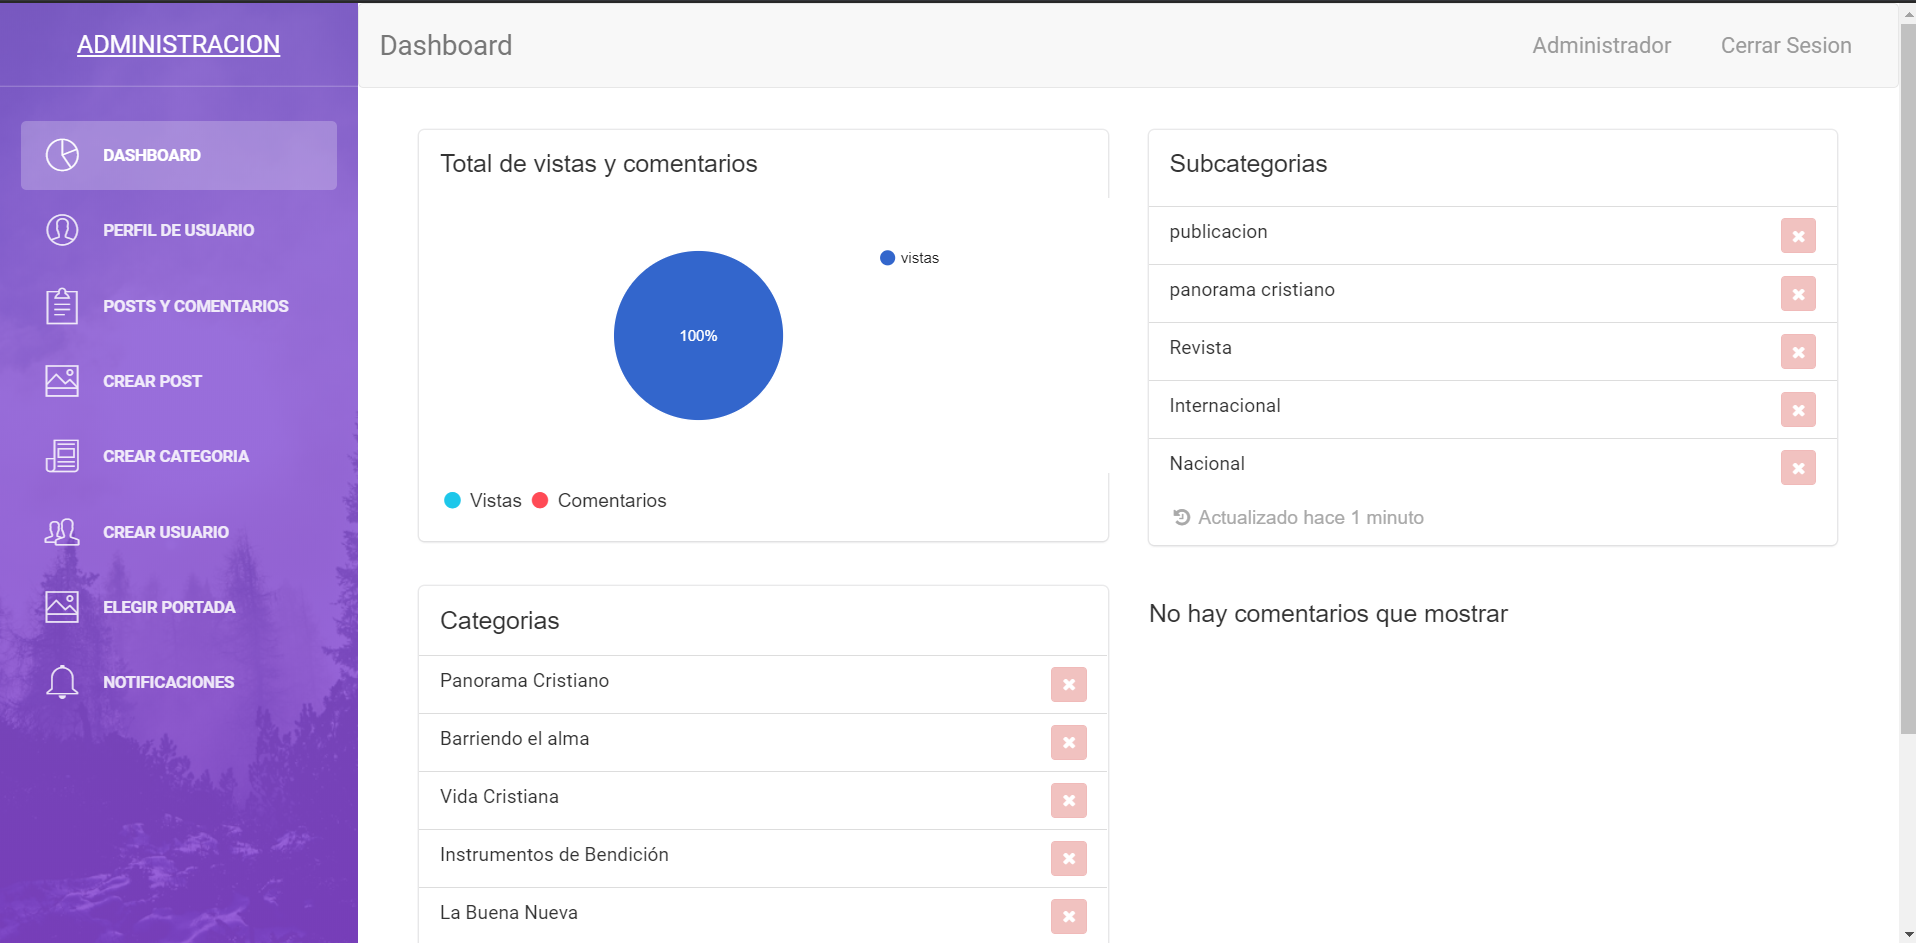 ADMINISTRACION
DASHBOARD
PERFIL DE USUARIO
POSTS Y COMENTARIOS
CREAR POST
CREAR CATEGORIA
CREAR USUARIO
ELEGIR PORTADA
NOTIFICACIONES
Dashboard
Administrador
Cerrar Sesion
Total de vistas y comentarios
vistas
100%
Vistas
Comentarios
Subcategorias
publicacion
panorama cristiano
Revista
Internacional
Nacional
Actualizado hace 1 minuto
Categorias
Panorama Cristiano
Barriendo el alma
Vida Cristiana
Instrumentos de Bendición
La Buena Nueva
No hay comentarios que mostrar